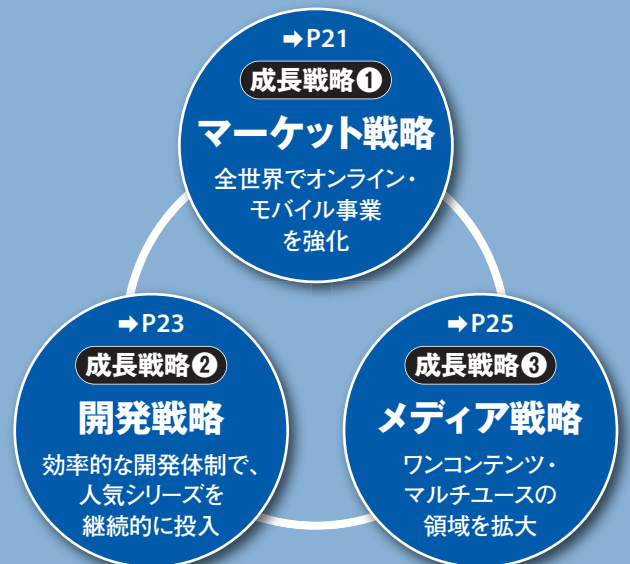 ➡P21
成長戦略❶
マーケット戦略
全世界でオンライン・
モバイル事業
を強化
➡P23
成長戦略❷
開発戦略
効率的な開発体制で、
人気シリーズを
継続的に投入
➡P25
成長戦略❸
メディア戦略
ワンコンテンツ・
マルチユースの
領域を拡大